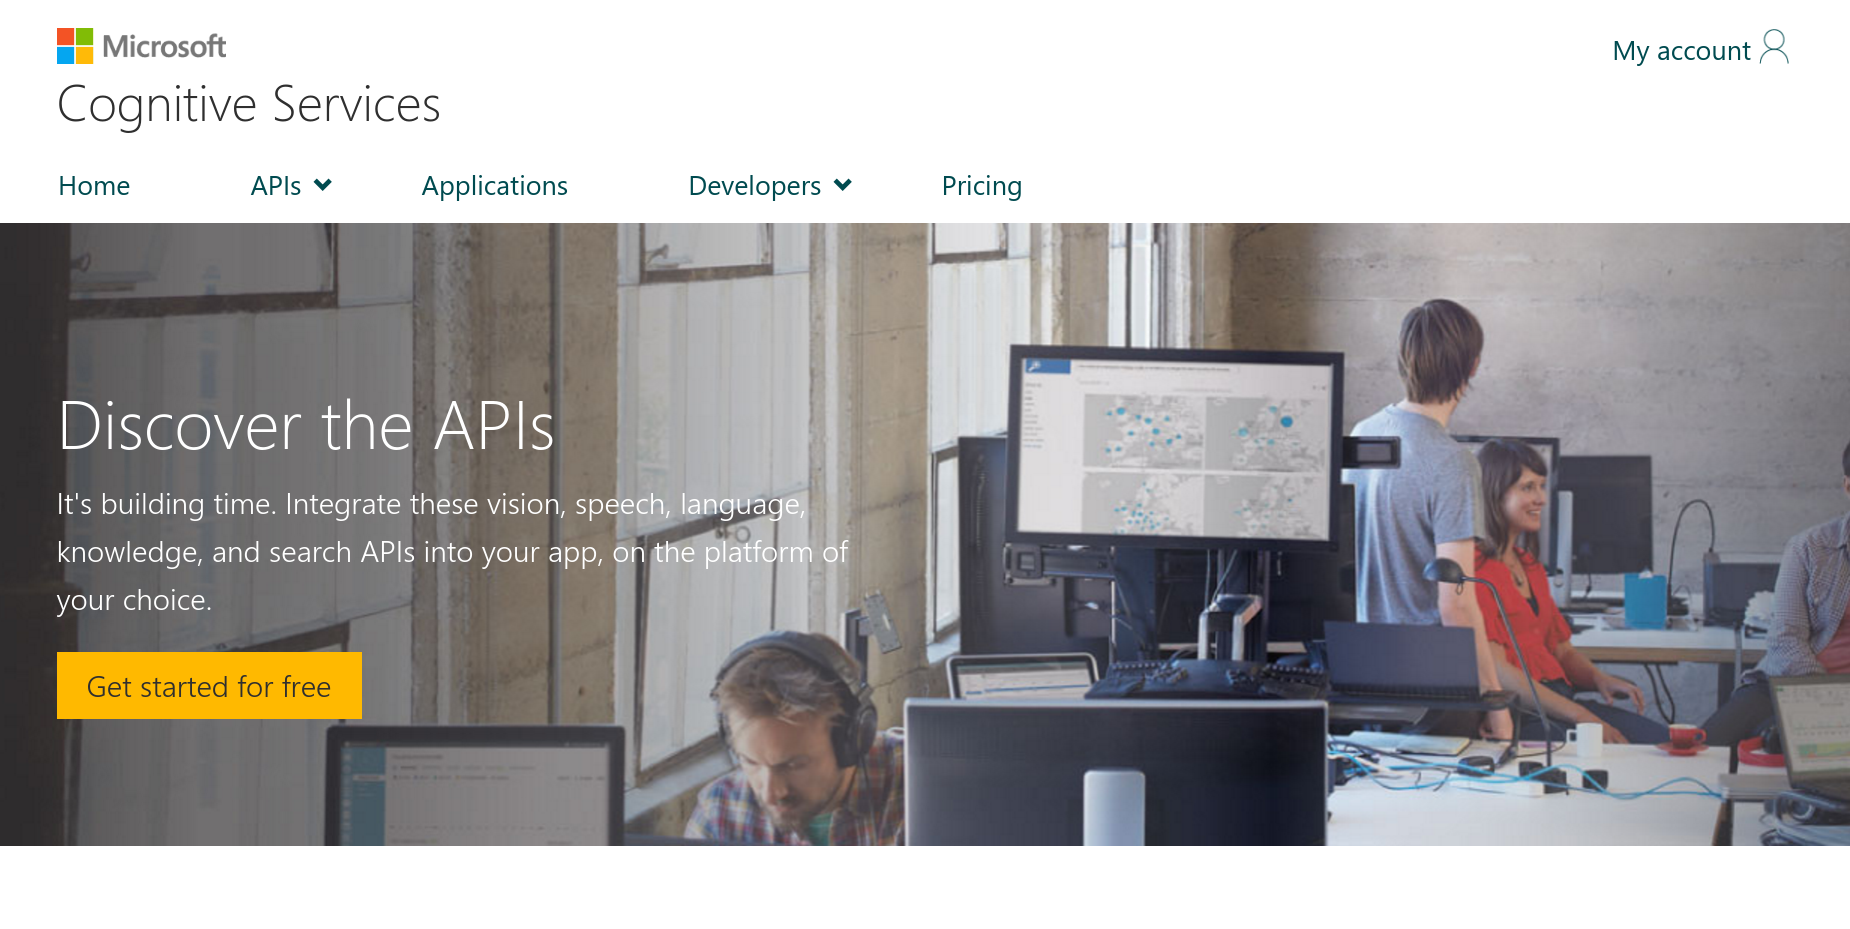 Microsoft
My account
Cognitive Services
Home
APIs
Applications
Developers
Pricing
Discover the APIs
It's building time. Integrate these vision, speech, language,
knowledge, and search APIs into your app, on the platform of
your choice.
Get started for free